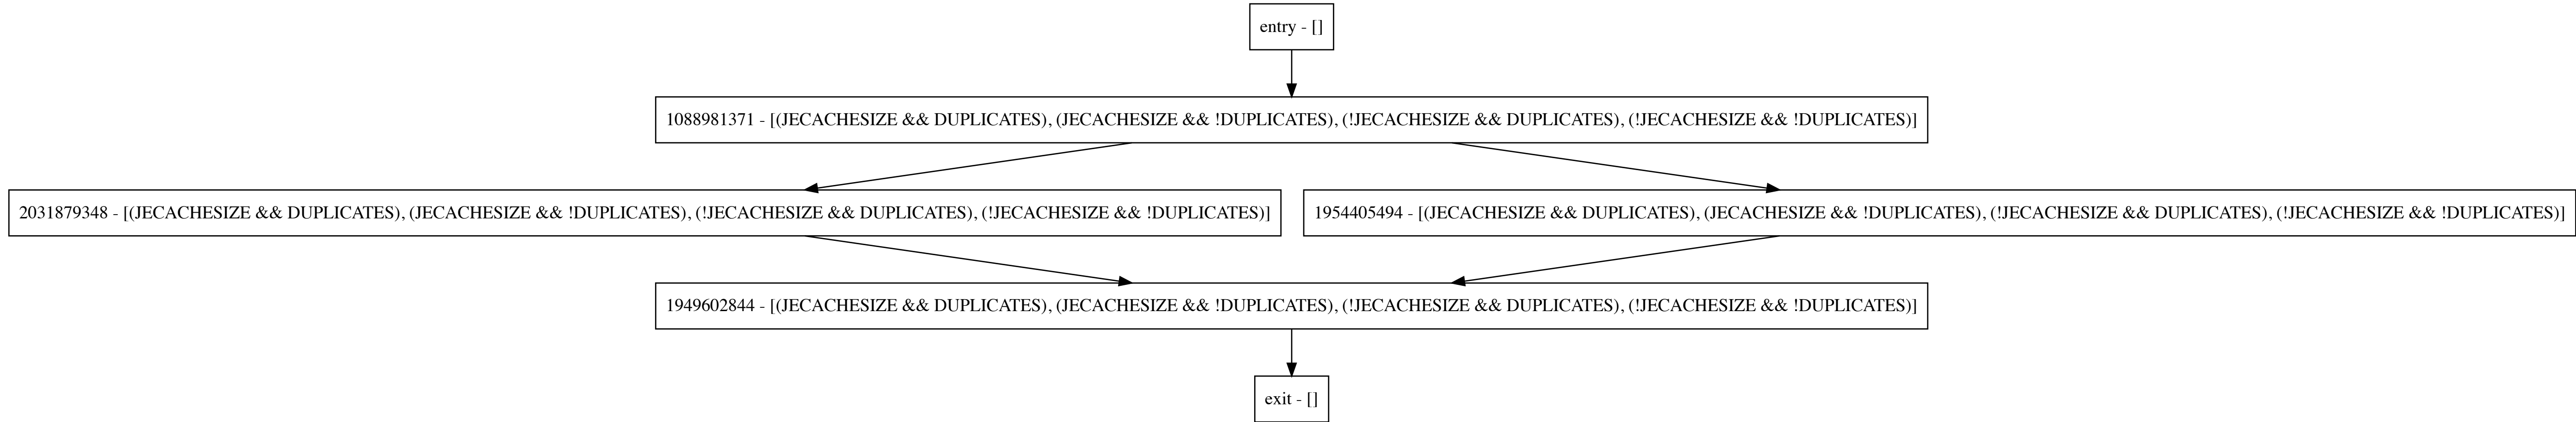 entry - []
1088981371 - [(JECACHESIZE && DUPLICATES), (JECACHESIZE && !DUPLICATES), (!JECACHESIZE && DUPLICATES), (!JECACHESIZE && !DUPLICATES)]
2031879348 - [(JECACHESIZE && DUPLICATES), (JECACHESIZE && !DUPLICATES), (!JECACHESIZE && DUPLICATES), (!JECACHESIZE && !DUPLICATES)]
1954405494 - [(JECACHESIZE && DUPLICATES), (JECACHESIZE && !DUPLICATES), (!JECACHESIZE && DUPLICATES), (!JECACHESIZE && !DUPLICATES)]
1949602844 - [(JECACHESIZE && DUPLICATES), (JECACHESIZE && !DUPLICATES), (!JECACHESIZE && DUPLICATES), (!JECACHESIZE && !DUPLICATES)]
exit - []